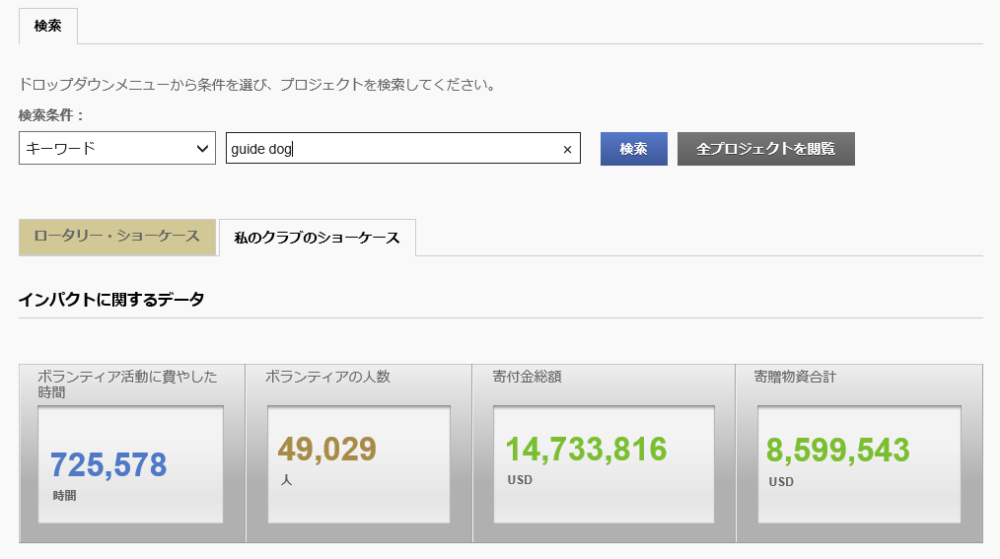 検索
ドロップダウンメニューから条件を選び、プロジェクトを検索してください。
検索条件：
キーワード guide dog × 検索 全プロジェクトを閲覧
ロータリー・ショーケース 私のクラブのショーケース
インパクトに関するデータ
ボランティア活動に費やした
時間
725,578
時間
ボランティアの人数
49,029
人
寄付金総額
14,733,816
USD
寄贈物資合計
8,599,543
USD